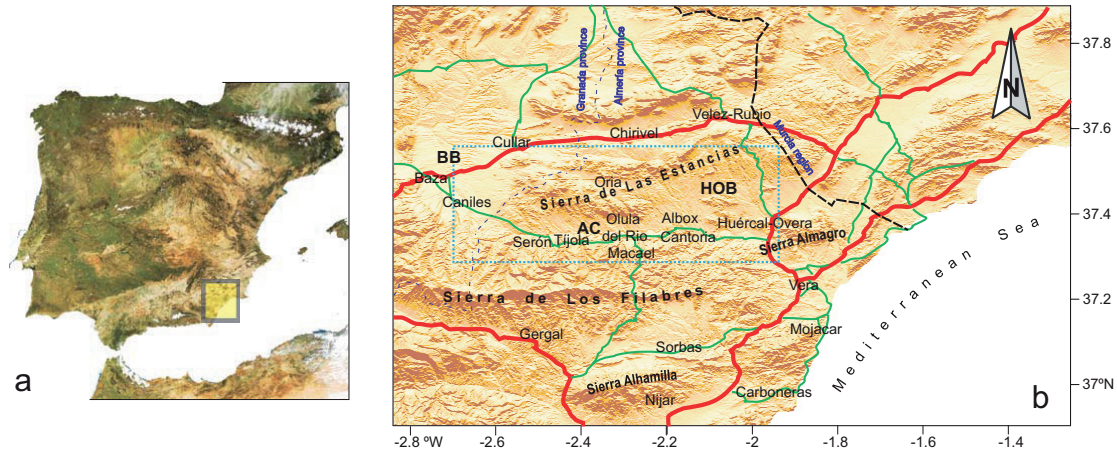 a
37.8
Granada province
Almería province
N
Velez-Rubio
37.6
Cullar
Chirivel
Murcia region
BB
Baza
Sierra de Las Estancias
Oria
HOB
Caniles
37.4
AC
Olula
del Rio
Albox
Huércal-Overa
Serón
Tíjola
Cantoria
Sierra Almagro
Macael
Vera
Sierra de Los Filabres
37.2
Mojacar
Gergal
Sorbas
Mediterranean Sea
Sierra Alhamilla
Carboneras
37ºN
Nijar
b
-2.8 ºW
-2.6
-2.4
-2.2
-2
-1.8
-1.6
-1.4